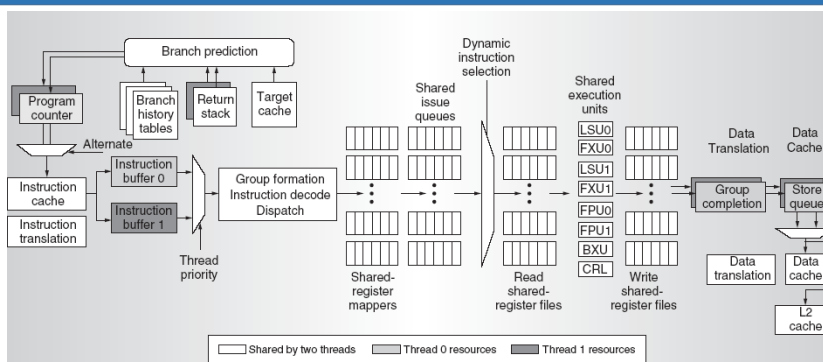 Branch prediction
Program
counter
Alternate
Branch
history
tables
Return
stack
Target
cache
Instruction
cache
Instruction
translation
Instruction
buffer 0
Instruction
buffer 1
Thread
priority
Group formation
Instruction decode
Dispatch
Shared-
register
mappers
Shared
issue
queues
Dynamic
instruction
selection
Read
shared-
register files
Shared
execution
units
LSU0
FXU0
LSU1
FXU1
FPU0
FPU1
BXU
CRL
Write
shared-
register files
Data
Translation
Group
completion
Data
translation
Data
Cache
Store
queue
Data
cache
L2
cache
Shared by two threads
Thread 0 resources
Thread 1 resources